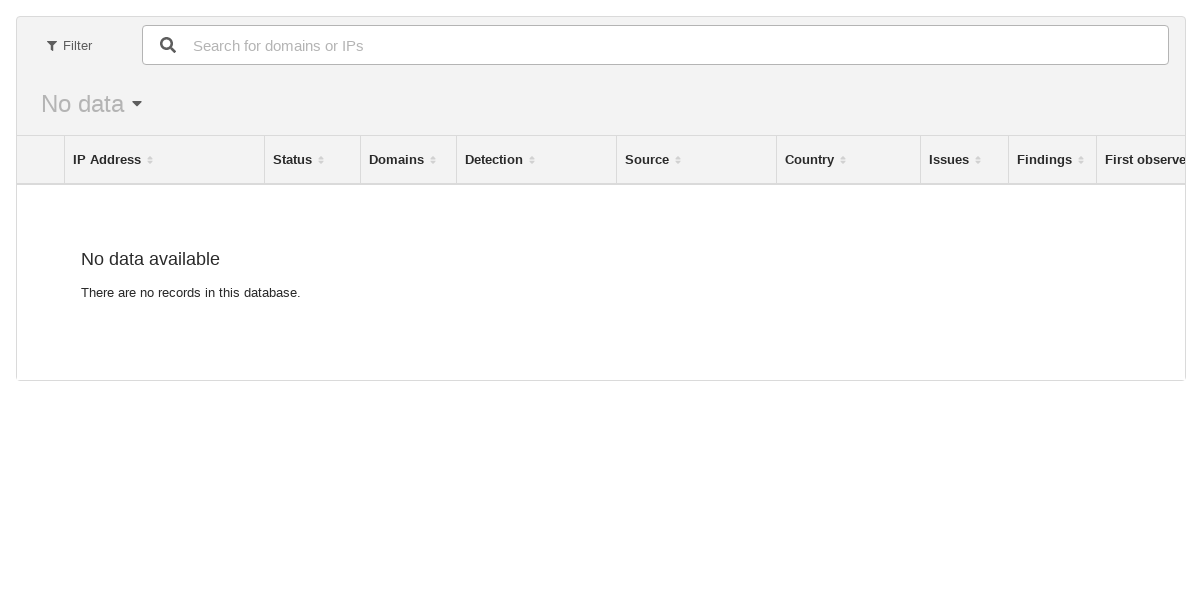 Filter
Search for domains or IPs
No data
IP Address Status Domains Detection Source Country Issues Findings First observe
No data available
There are no records in this database.